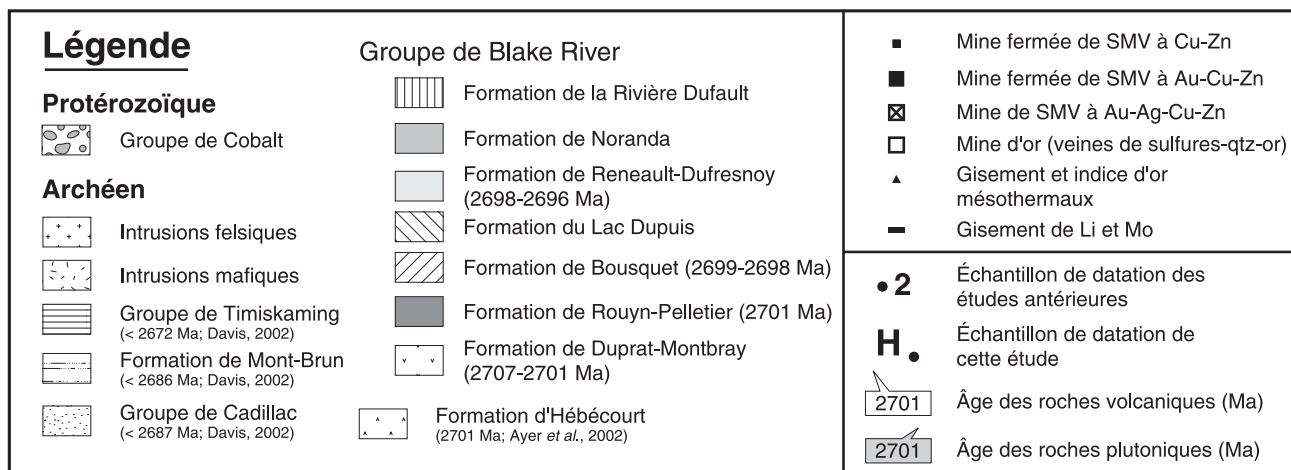 Légende
Protérozoïque
Groupe de Cobalt
Archéen
Intrusions felsiques
Intrusions mafiques
Groupe de Timiskaming
(< 2672 Ma; Davis, 2002)
Formation de Mont-Brun
(< 2686 Ma; Davis, 2002)
Groupe de Cadillac
(< 2687 Ma; Davis, 2002)
Groupe de Blake River
Formation de la Rivière Dufault
Formation de Noranda
Formation de Reneault-Dufresnoy
(2698-2696 Ma)
Formation du Lac Dupuis
Formation de Bousquet (2699-2698 Ma)
Formation de Rouyn-Pelletier (2701 Ma)
Formation de Duprat-Montbray
(2707-2701 Ma)
Formation d'Hébécourt
(2701 Ma; Ayer et al., 2002)
Mine fermée de SMV à Cu-Zn
Mine fermée de SMV à Au-Cu-Zn
Mine de SMV à Au-Ag-Cu-Zn
Mine d'or (veines de sulfures-qtz-or)
Gisement et indice d'or
mésothermaux
Gisement de Li et Mo
2 Échantillon de datation des
études antérieures
H Échantillon de datation de
cette étude
2701 Âge des roches volcaniques (Ma)
2701 Âge des roches plutoniques (Ma)